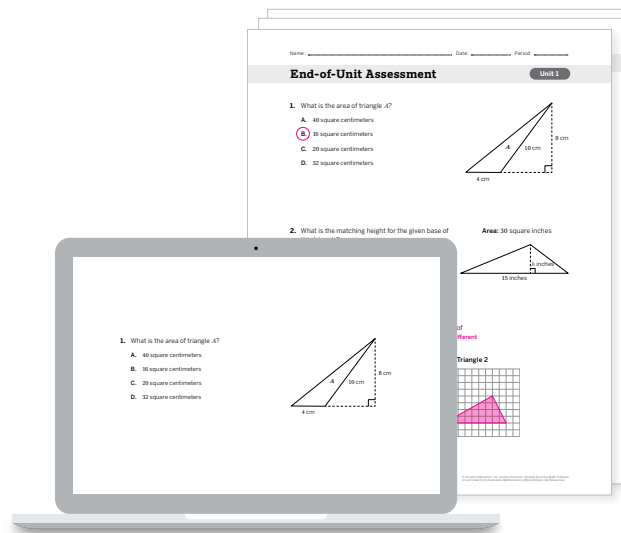 Name: Date: Period:
End-of-Unit Assessment
Unit 1
1. What is the area of triangle A?
A. 40 square centimeters
B. 16 square centimeters
C. 20 square centimeters
D. 32 square centimeters
A
10 cm
8 cm
4 cm
2. What is the matching height for the given base of
Area: 30 square inches
6 inches
15 inches
of
fferent
Triangle 2
1. What is the area of triangle A?
A. 40 square centimeters
B. 16 square centimeters
C. 20 square centimeters
D. 32 square centimeters
A
10 cm
8 cm
4 cm